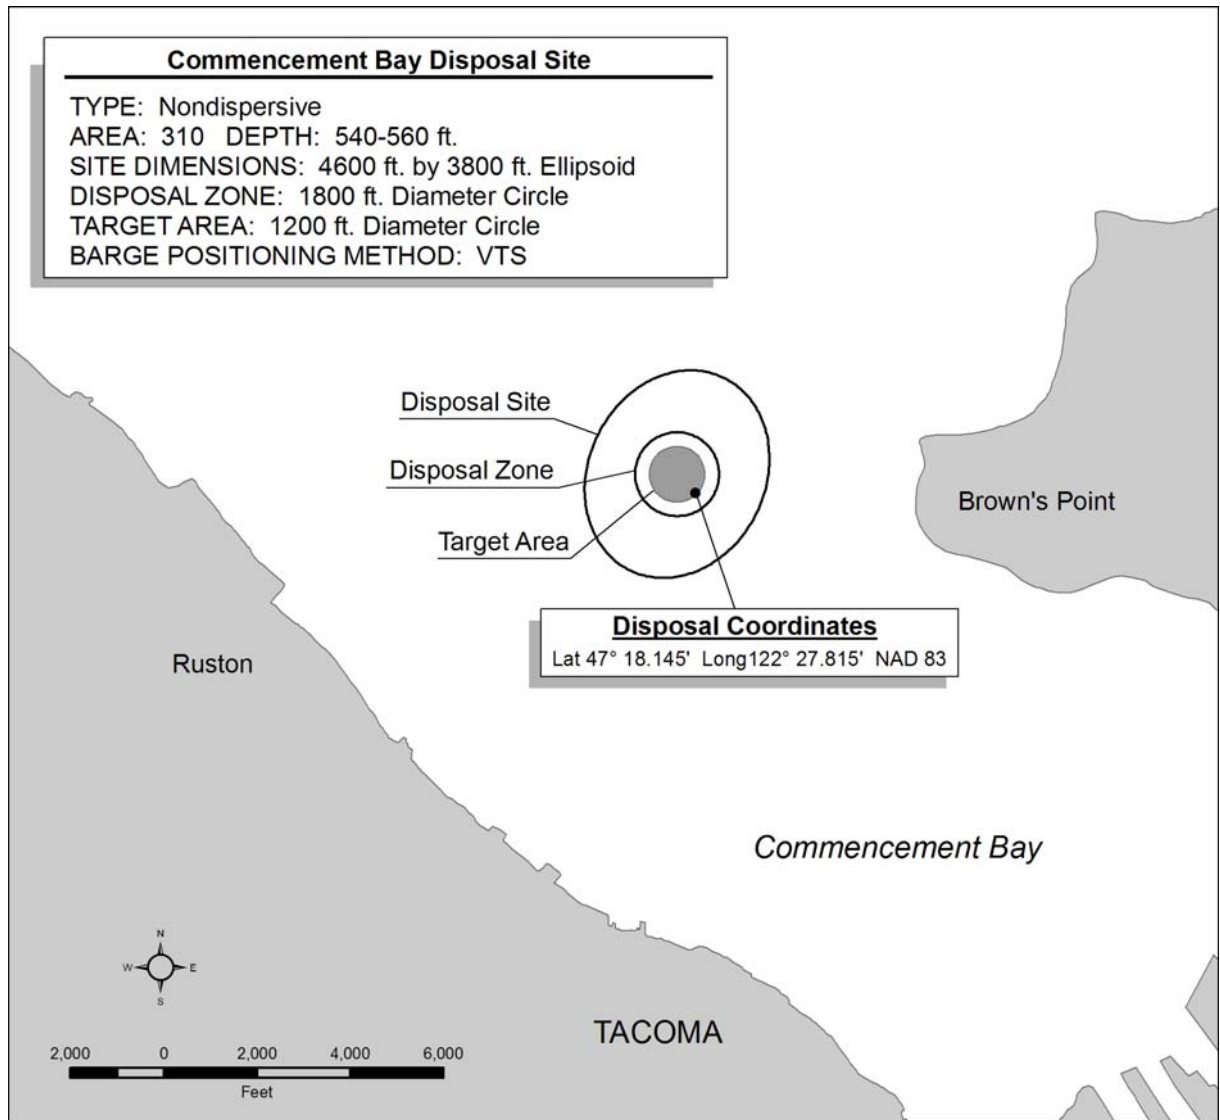 Commencement Bay Disposal Site
TYPE: Nondispersive
AREA: 310 DEPTH: 540-560 ft.
SITE DIMENSIONS: 4600 ft. by 3800 ft. Ellipsoid
DISPOSAL ZONE: 1800 ft. Diameter Circle
TARGET AREA: 1200 ft. Diameter Circle
BARGE POSITIONING METHOD: VTS
Disposal Site
Disposal Zone
Target Area
Brown's Point
Disposal Coordinates
Lat 47° 18.145' Long122° 27.815' NAD 83
Ruston
Commencement Bay
N
W E
S
TACOMA
2,000 0 2,000 4,000 6,000
Feet